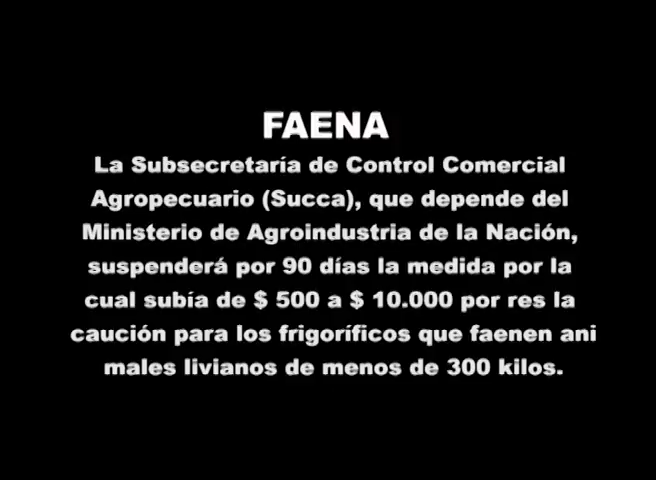 FAENA
La Subsecretaría de Control Comercial
Agropecuario (Succa), que depende del
Ministerio de Agroindustria de la Nación,
suspenderá por 90 días la medida por la
cual subía de $ 500 a $ 10.000 por res la
caución para los frigoríficos que faenen ani
males livianos de menos de 300 kilos.